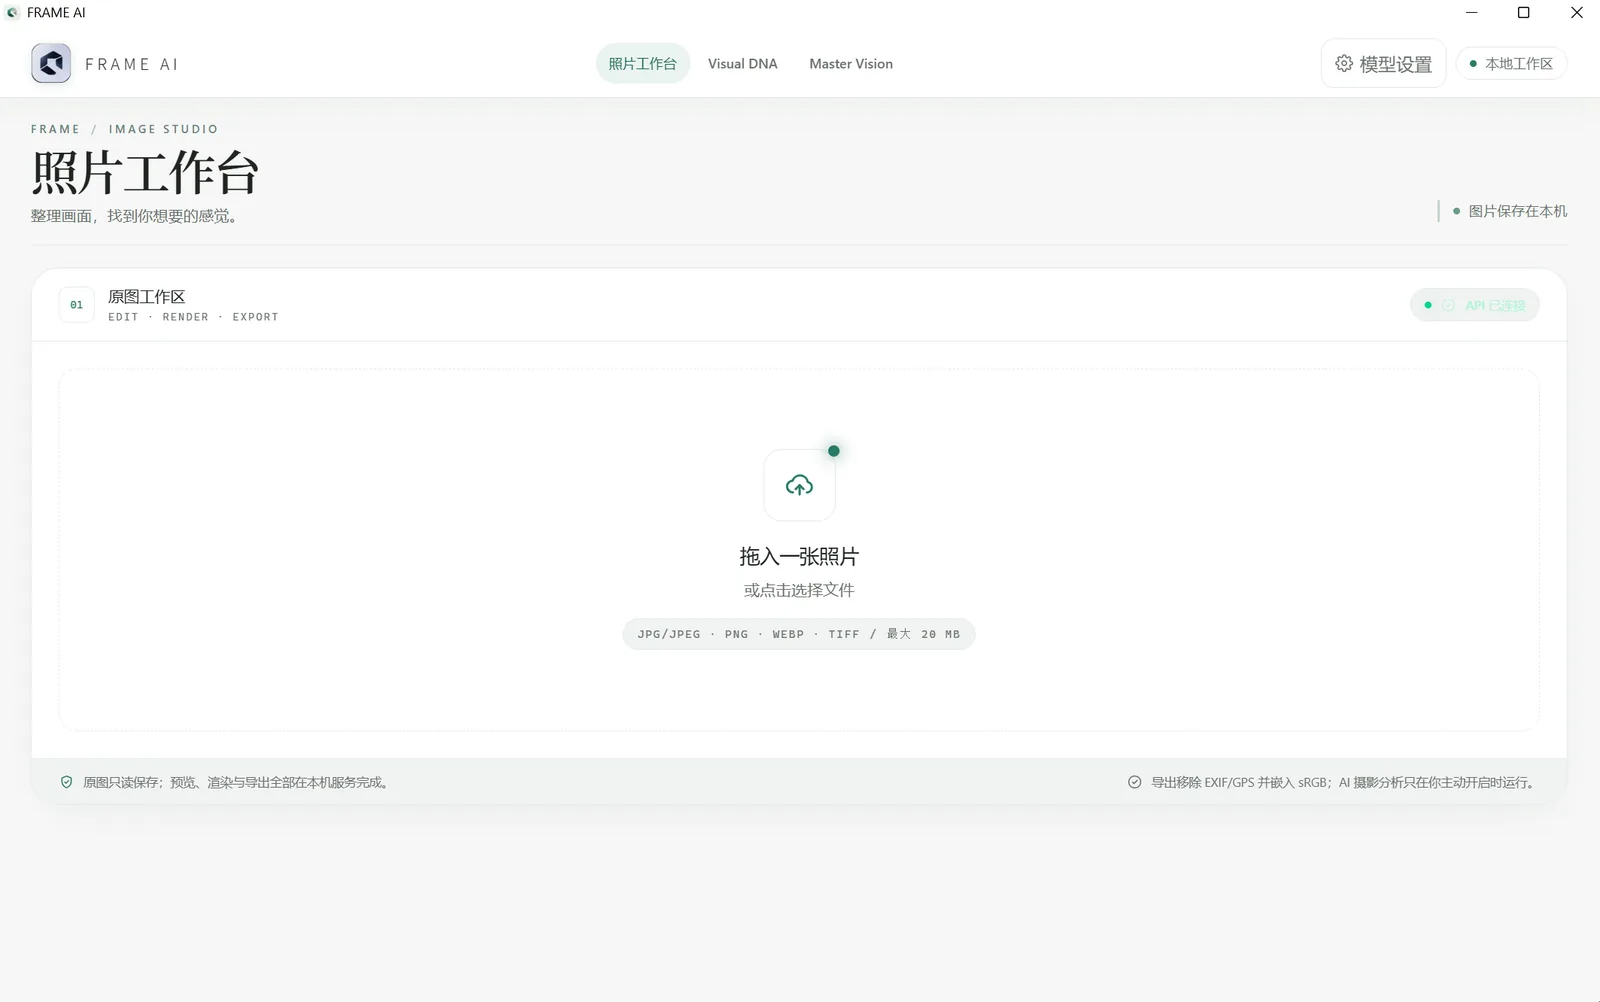 FRAME AI
FRAME AI
照片工作台
Visual DNA
Master Vision
模型设置
本地工作区
FRAME / IMAGE STUDIO
照片工作台
整理画面，找到你想要的感觉。
图片保存在本机
01
原图工作区
EDIT · RENDER · EXPORT
API 已连接
拖入一张照片
或点击选择文件
JPG/JPEG · PNG · WEBP · TIFF / 最大 20 MB
原图只读保存；预览、渲染与导出全部在本机服务完成。
导出移除 EXIF/GPS 并嵌入 sRGB；AI 摄影分析只在你主动开启时运行。